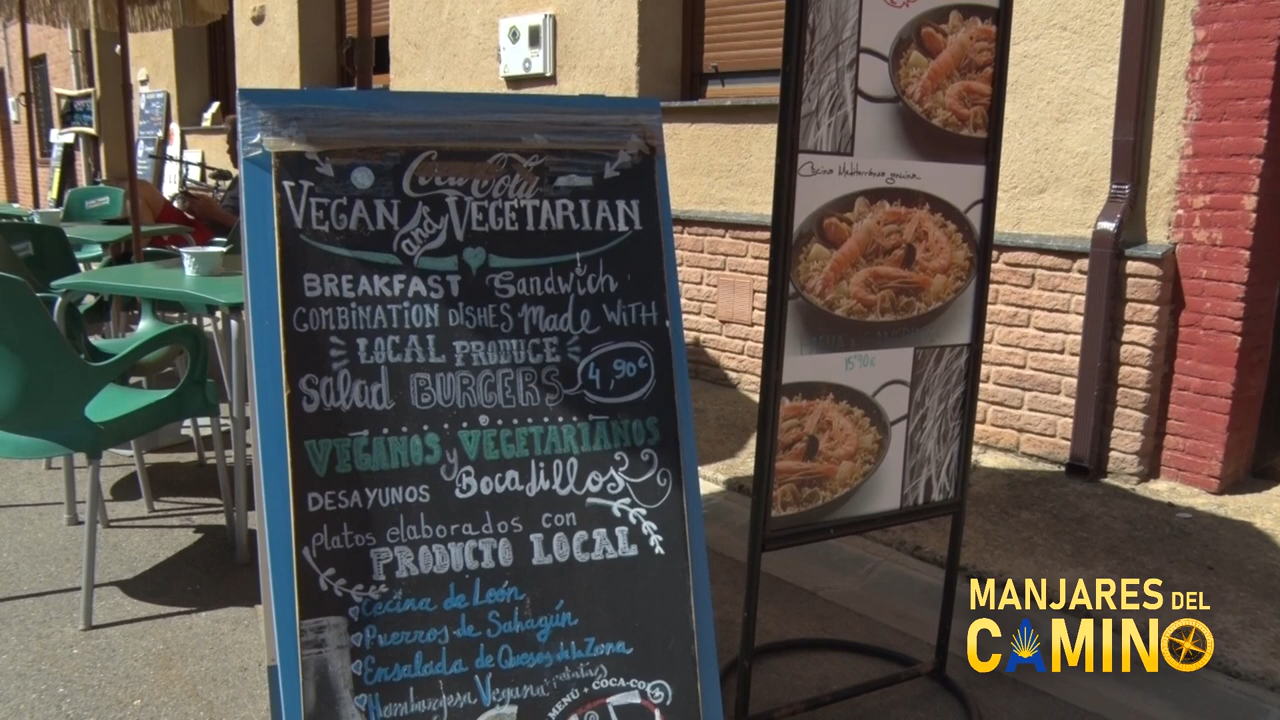 Coca-Cola
VEGAN and VEGETARIAN
BREAKFAST Sandwich
COMBINATION DISHES Made WITH
LOCAL PRODUCE
Salad BURGERS 4,90€
VEGANOS y VEGETARIANOS
DESAYUNOS Bocadillos
platos elaborados con
PRODUCTO LOCAL
Cecina de León
Puerros de Sahagún
Ensalada de Quesos de la Zona
Hamburgesa Vegana
MENÚ + COCA-COLA
Cocina Mediterránea genuina
15'90€
MANJARES DEL
CAMINO